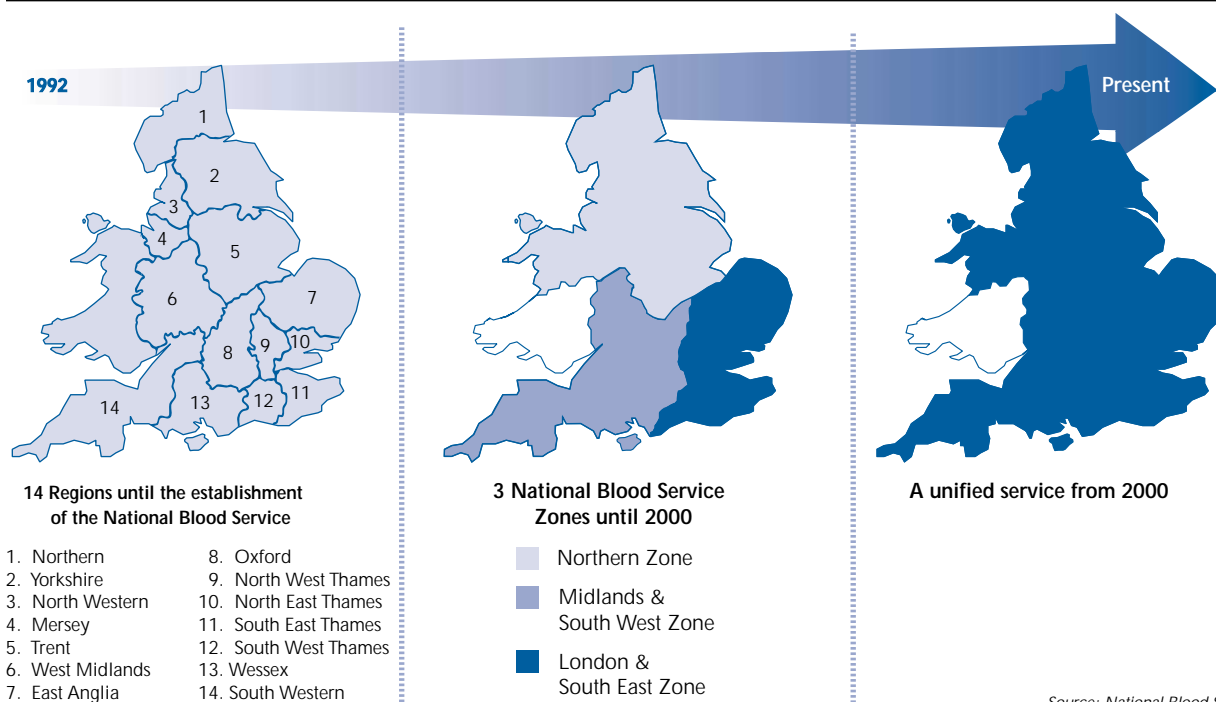 1992
Present
1
2
3
4
5
6
7
8
9
10
11
12
13
14
14 Regions until the establishment
of the National Blood Service
1. Northern
2. Yorkshire
3. North Western
4. Mersey
5. Trent
6. West Midlands
7. East Anglia
8. Oxford
9. North West Thames
10. North East Thames
11. South East Thames
12. South West Thames
13. Wessex
14. South Western
3 National Blood Service
Zones until 2000
Northern Zone
Midlands &
South West Zone
London &
South East Zone
A unified service from 2000
Source: National Blood